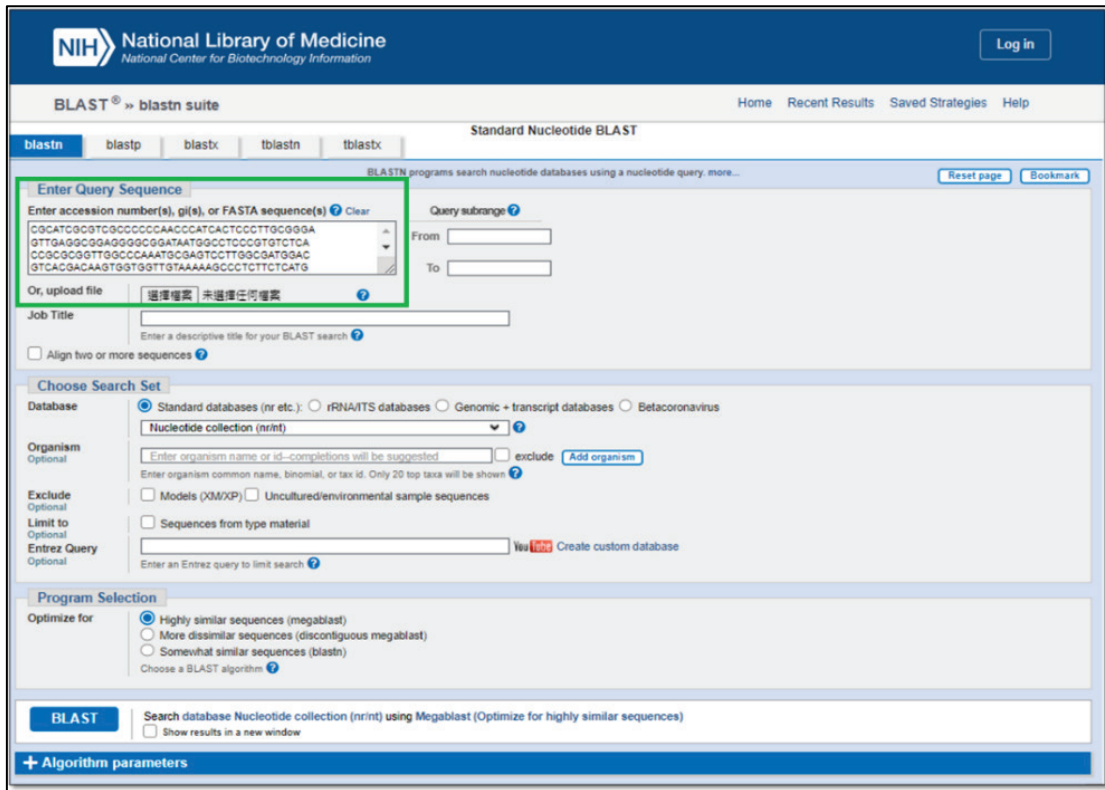 NIH National Library of Medicine
National Center for Biotechnology Information
Log in
BLAST® » blastn suite
Home Recent Results Saved Strategies Help
Standard Nucleotide BLAST
blastn blastp blastx tblastn tblastx
BLASTN programs search nucleotide databases using a nucleotide query. more...
Reset page Bookmark
Enter Query Sequence
Enter accession number(s), gi(s), or FASTA sequence(s) ? Clear
Query subrange ?
CGCATCGCGTCGCCCCCCCAACCCATCACTCCCTTGCGGGA
GTTGAGGCGGAGGGGCGGATAATGGCCTCCCGTGTCTCA
CCGCGCGGTTGGCCCAAATGCGAGTCCTTGGCGATGGAC
GTCACGACAAGTGGTGGTTGTAAAAAGCCCTCTTCTCATG
From
To
Or, upload file
選擇檔案 未選擇任何檔案 ?
Job Title
Enter a descriptive title for your BLAST search ?
Align two or more sequences ?
Choose Search Set
Database
Standard databases (nr etc.): rRNA/ITS databases Genomic + transcript databases Betacoronavirus
Nucleotide collection (nr/nt) ?
Organism
Optional
Enter organism name or id--completions will be suggested
exclude Add organism
Enter organism common name, binomial, or tax id. Only 20 top taxa will be shown ?
Exclude
Optional
Models (XM/XP) Uncultured/environmental sample sequences
Limit to
Optional
Sequences from type material
Entrez Query
Optional
YouTube Create custom database
Enter an Entrez query to limit search ?
Program Selection
Optimize for
Highly similar sequences (megablast)
More dissimilar sequences (discontiguous megablast)
Somewhat similar sequences (blastn)
Choose a BLAST algorithm ?
BLAST
Search database Nucleotide collection (nr/nt) using Megablast (Optimize for highly similar sequences)
Show results in a new window
+ Algorithm parameters